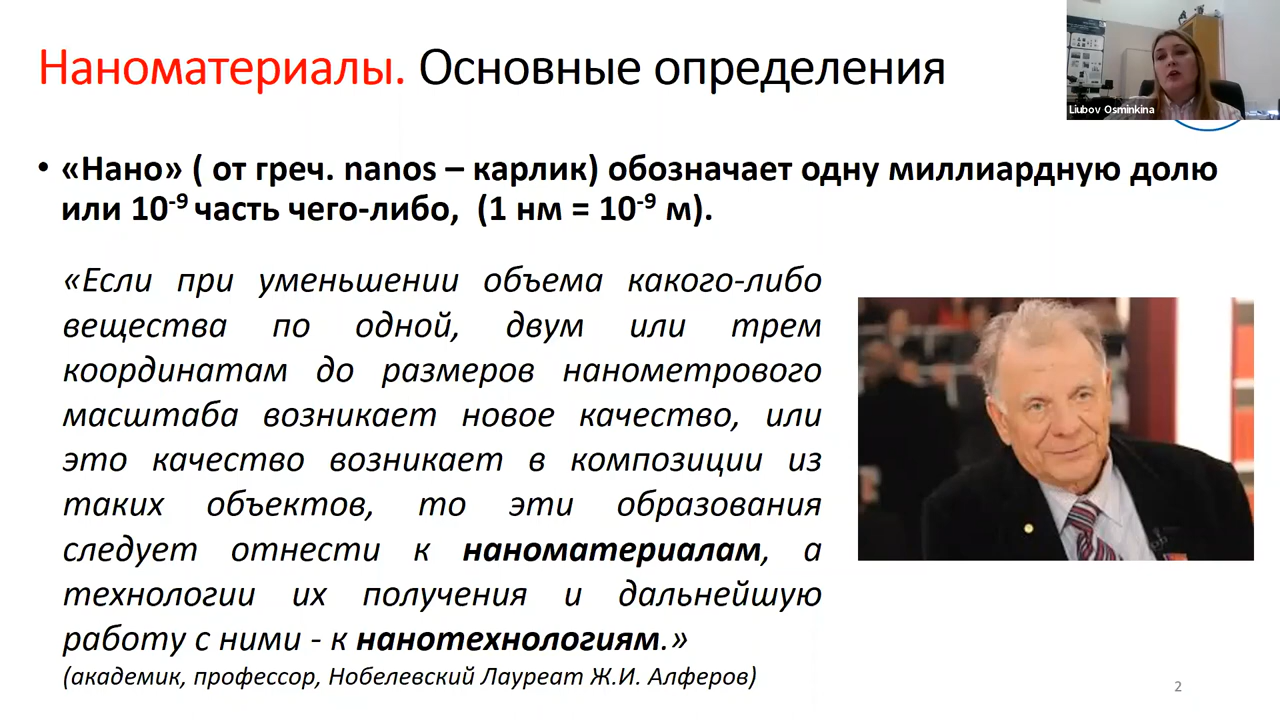 Наноматериалы. Основные определения
Liubov Osminkina
• «Нано» ( от греч. nanos – карлик) обозначает одну миллиардную долю
или 10⁻⁹ часть чего-либо, (1 нм = 10⁻⁹ м).
«Если при уменьшении объема какого-либо
вещества по одной, двум или трем
координатам до размеров нанометрового
масштаба возникает новое качество, или
это качество возникает в композиции из
таких объектов, то эти образования
следует отнести к наноматериалам, а
технологии их получения и дальнейшую
работу с ними - к нанотехнологиям.»
(академик, профессор, Нобелевский Лауреат Ж.И. Алферов)
2